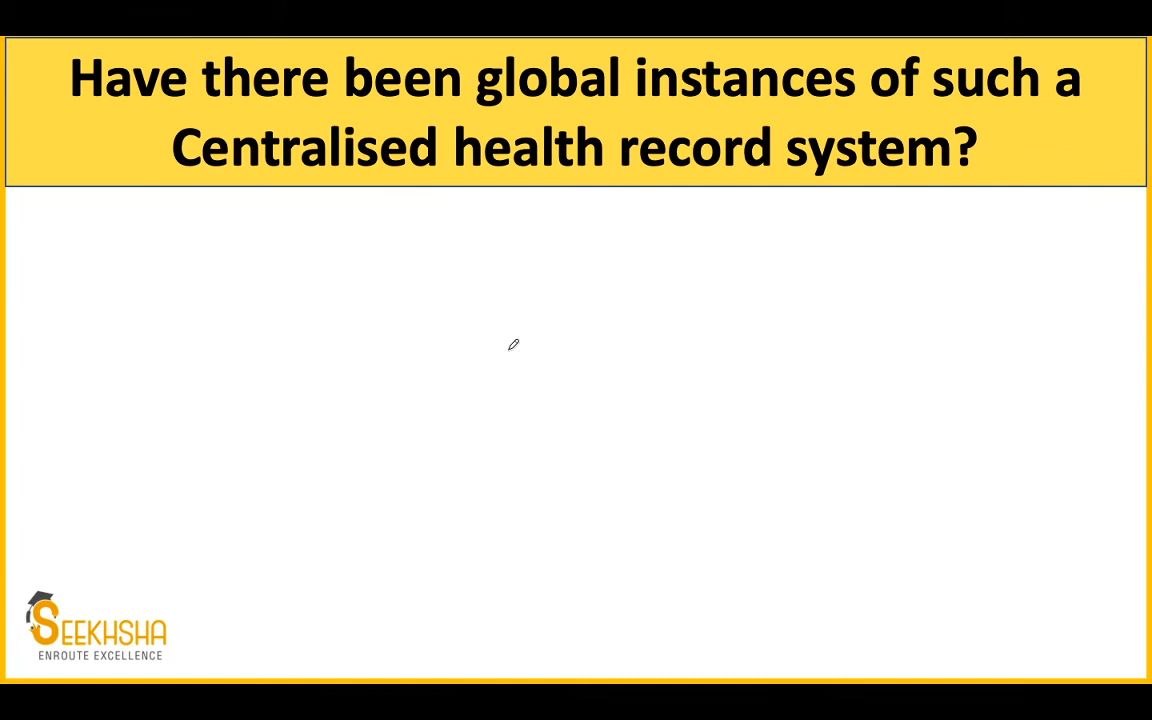 Have there been global instances of such a
Centralised health record system?
SEEKHSHA
ENROUTE EXCELLENCE